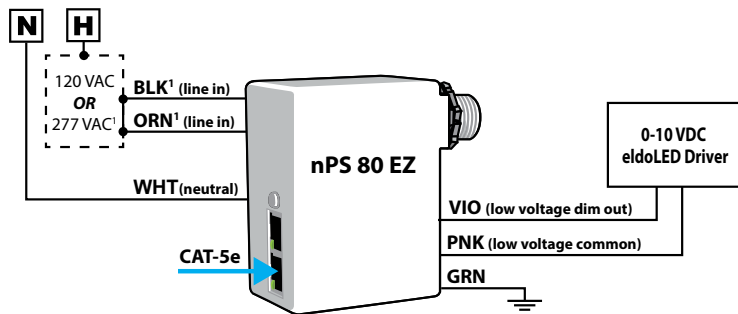 N H
120 VAC
OR
277 VAC¹
BLK¹ (line in)
ORN¹ (line in)
WHT(neutral)
CAT-5e
nPS 80 EZ
0-10 VDC
eldoLED Driver
VIO (low voltage dim out)
PNK (low voltage common)
GRN